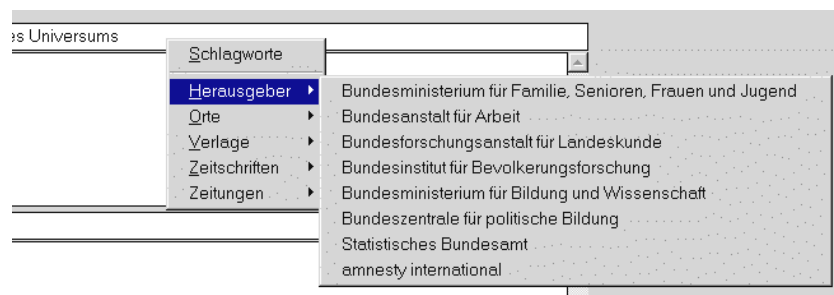 es Universums
Schlagworte
Herausgeber
Orte
Verlage
Zeitschriften
Zeitungen
Bundesministerium für Familie, Senioren, Frauen und Jugend
Bundesanstalt für Arbeit
Bundesforschungsanstalt für Landeskunde
Bundesinstitut für Bevolkerungsforschung
Bundesministerium für Bildung und Wissenschaft
Bundeszentrale für politische Bildung
Statistisches Bundesamt
amnesty international